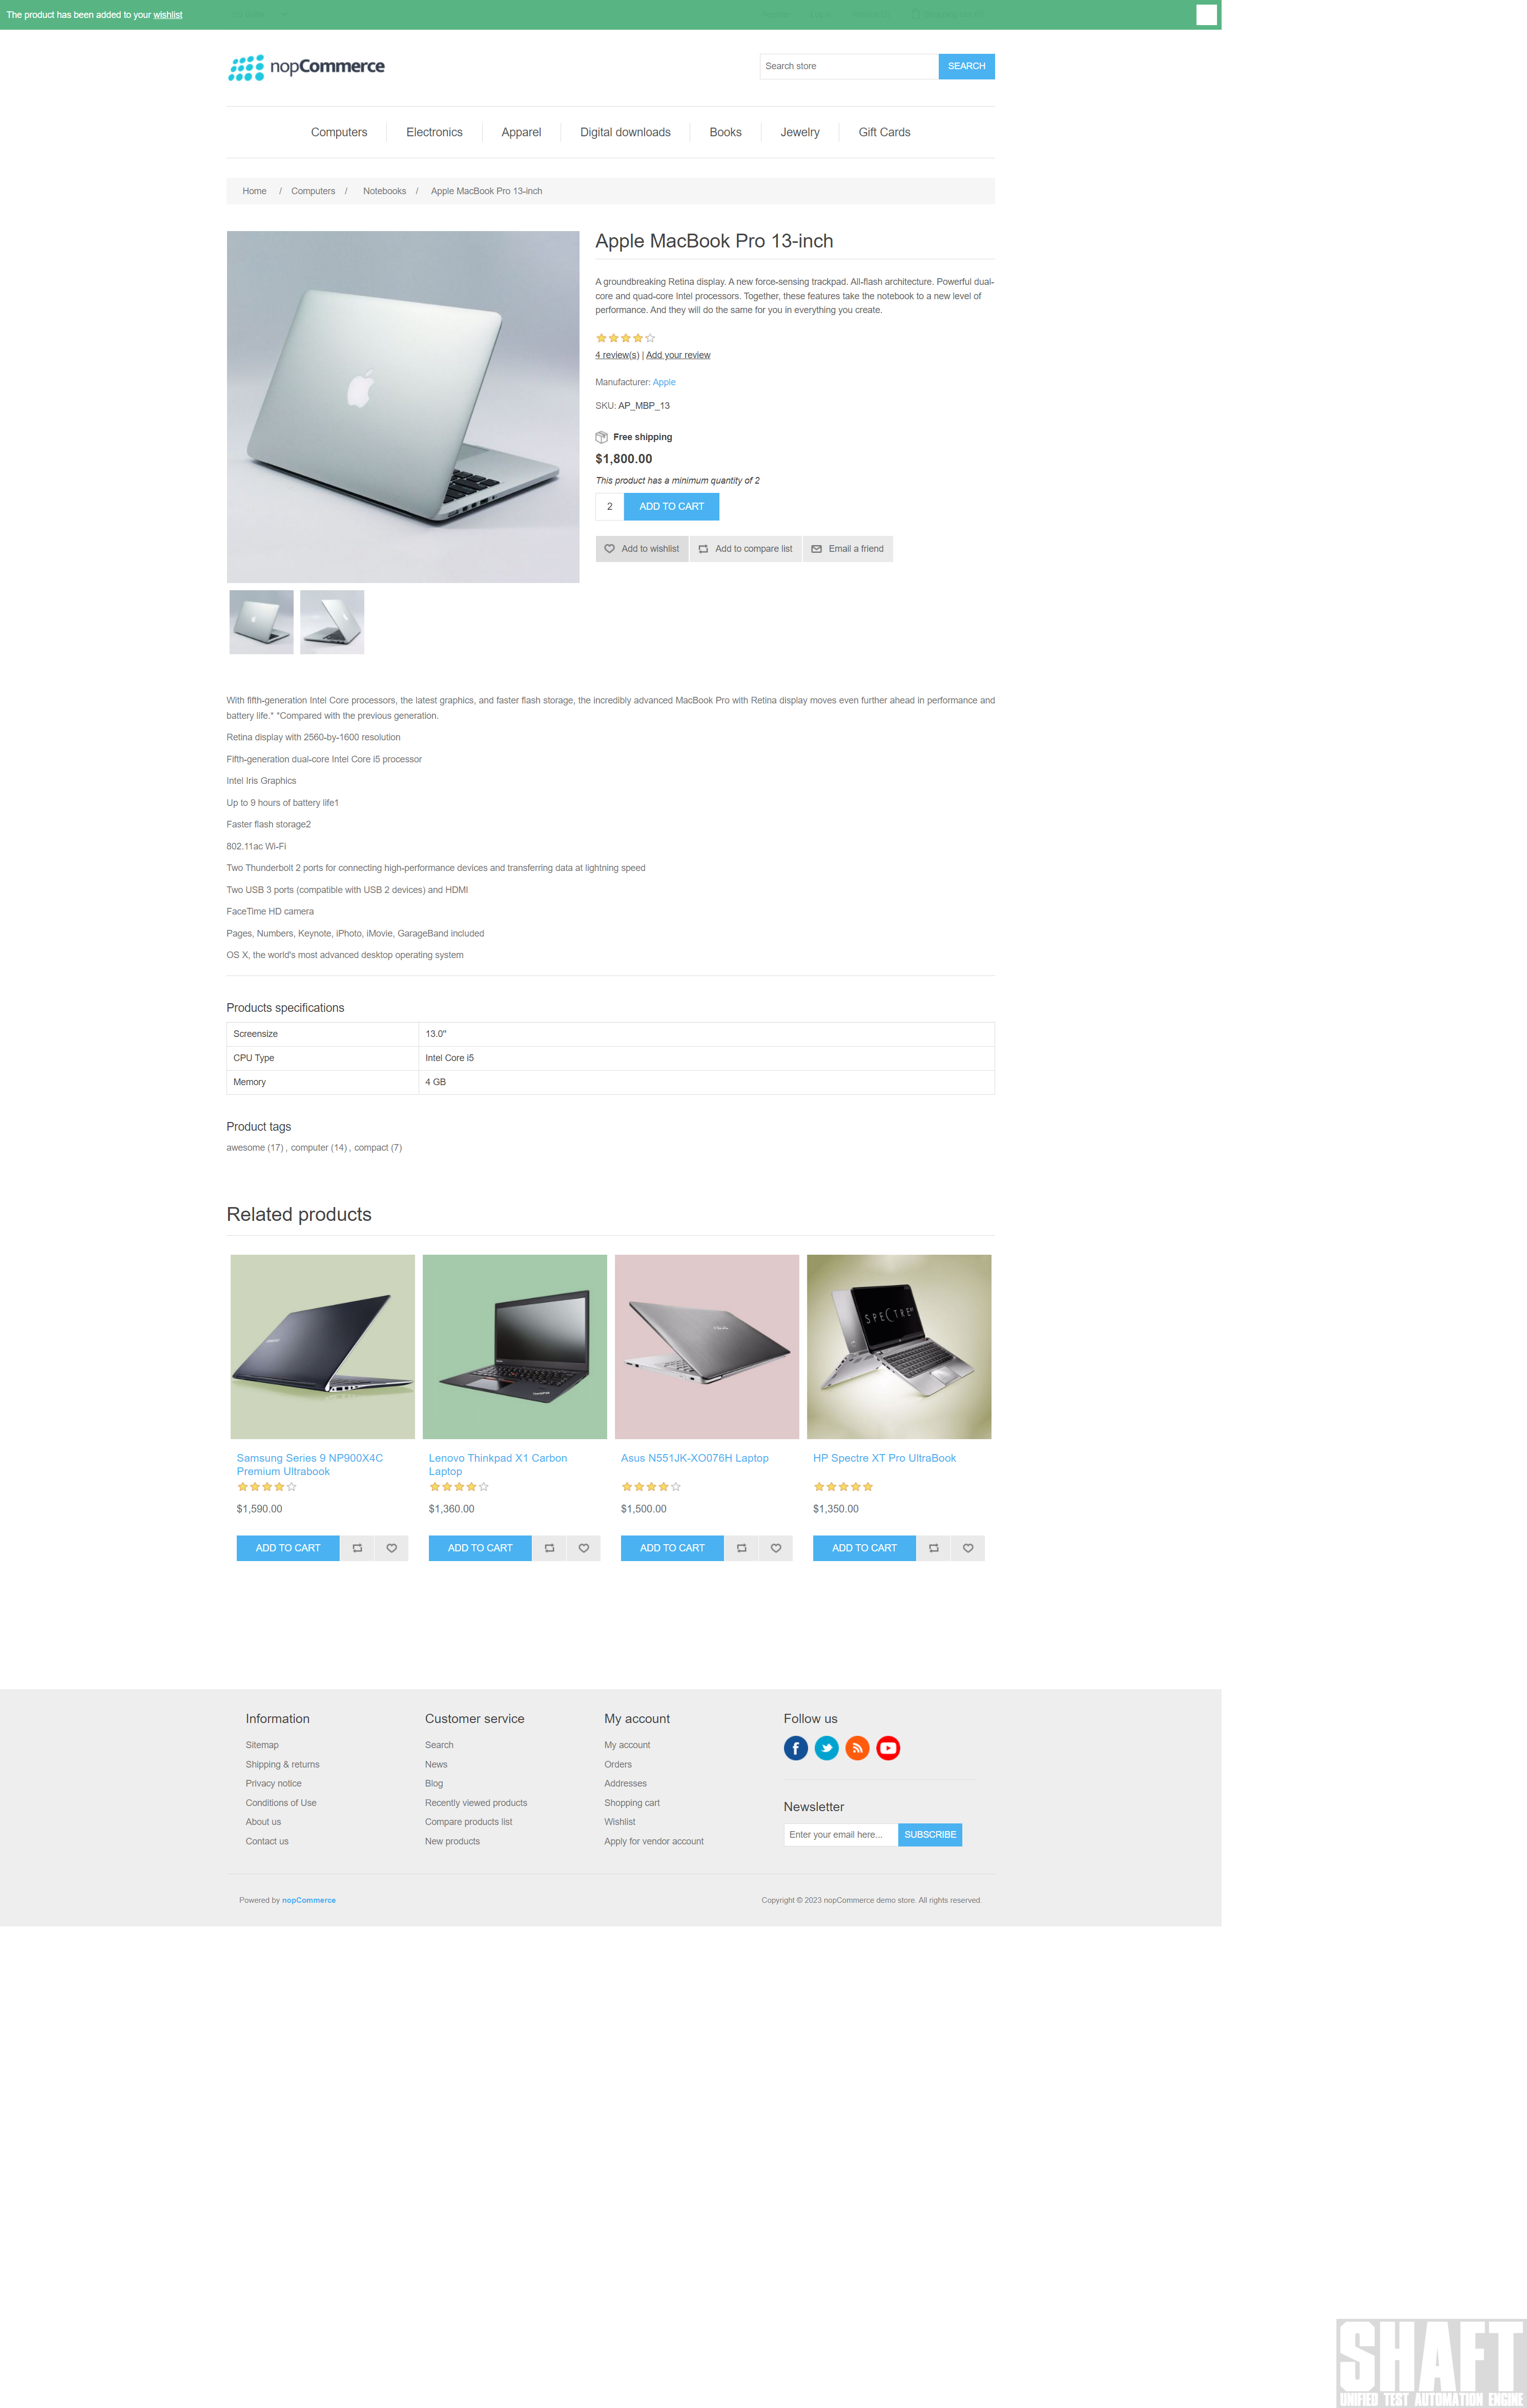 The product has been added to your wishlist
nopCommerce
Search store
SEARCH
Computers
Electronics
Apparel
Digital downloads
Books
Jewelry
Gift Cards
Home / Computers / Notebooks / Apple MacBook Pro 13-inch
Apple MacBook Pro 13-inch
A groundbreaking Retina display. A new force-sensing trackpad. All-flash architecture. Powerful dual-
core and quad-core Intel processors. Together, these features take the notebook to a new level of
performance. And they will do the same for you in everything you create.
4 review(s) | Add your review
Manufacturer: Apple
SKU: AP_MBP_13
Free shipping
$1,800.00
This product has a minimum quantity of 2
2
ADD TO CART
Add to wishlist
Add to compare list
Email a friend
With fifth-generation Intel Core processors, the latest graphics, and faster flash storage, the incredibly advanced MacBook Pro with Retina display moves even further ahead in performance and
battery life.* *Compared with the previous generation.
Retina display with 2560-by-1600 resolution
Fifth-generation dual-core Intel Core i5 processor
Intel Iris Graphics
Up to 9 hours of battery life1
Faster flash storage2
802.11ac Wi-Fi
Two Thunderbolt 2 ports for connecting high-performance devices and transferring data at lightning speed
Two USB 3 ports (compatible with USB 2 devices) and HDMI
FaceTime HD camera
Pages, Numbers, Keynote, iPhoto, iMovie, GarageBand included
OS X, the world's most advanced desktop operating system
Products specifications
Screensize 13.0''
CPU Type Intel Core i5
Memory 4 GB
Product tags
awesome (17) , computer (14) , compact (7)
Related products
SPECTRE
Samsung Series 9 NP900X4C
Premium Ultrabook
$1,590.00
ADD TO CART
Lenovo Thinkpad X1 Carbon
Laptop
$1,360.00
ADD TO CART
Asus N551JK-XO076H Laptop
$1,500.00
ADD TO CART
HP Spectre XT Pro UltraBook
$1,350.00
ADD TO CART
Information
Sitemap
Shipping & returns
Privacy notice
Conditions of Use
About us
Contact us
Customer service
Search
News
Blog
Recently viewed products
Compare products list
New products
My account
My account
Orders
Addresses
Shopping cart
Wishlist
Apply for vendor account
Follow us
Newsletter
Enter your email here...
SUBSCRIBE
Powered by nopCommerce
Copyright © 2023 nopCommerce demo store. All rights reserved.
SHAFT
UNIFIED TEST AUTOMATION ENGINE